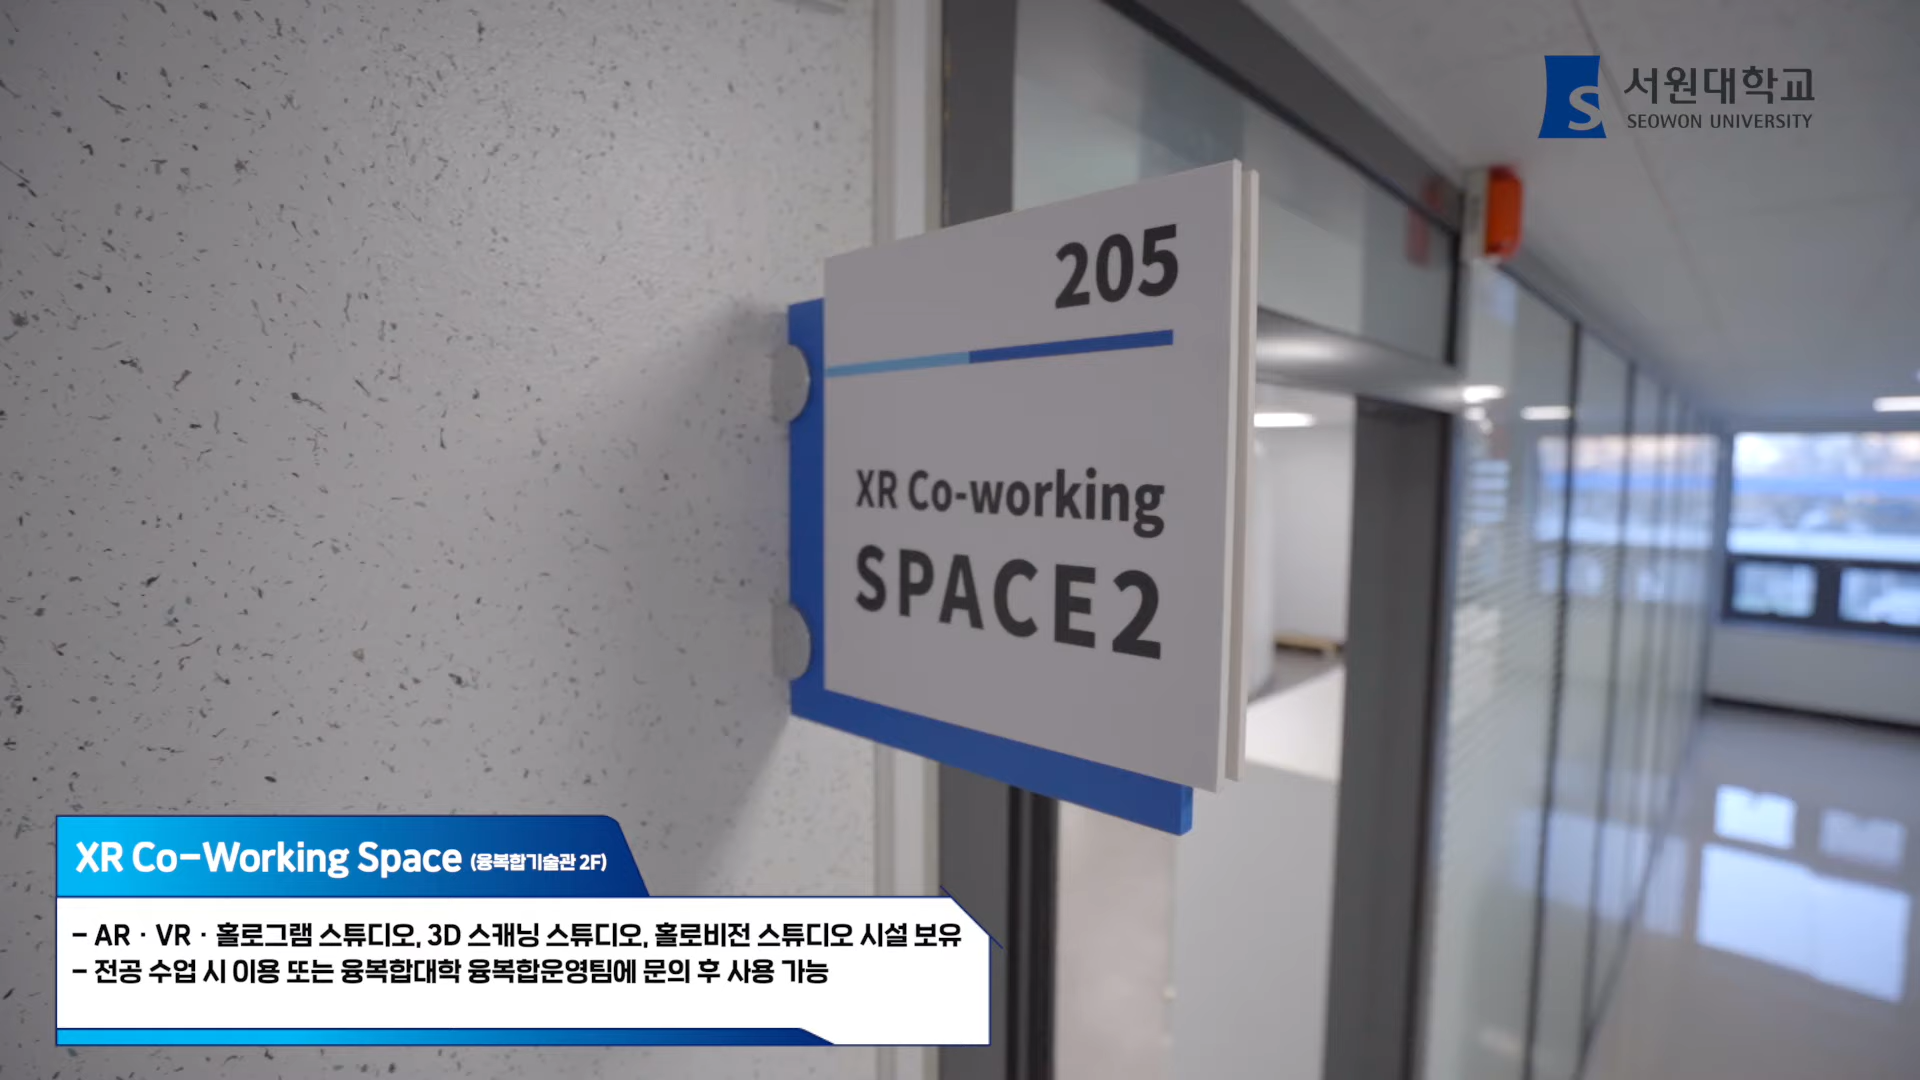 서원대학교
SEOWON UNIVERSITY
205
XR Co-working
SPACE2
XR Co-Working Space (융복합기술관 2F)
- AR · VR · 홀로그램 스튜디오, 3D 스캐닝 스튜디오, 홀로비전 스튜디오 시설 보유
- 전공 수업 시 이용 또는 융복합대학 융복합운영팀에 문의 후 사용 가능